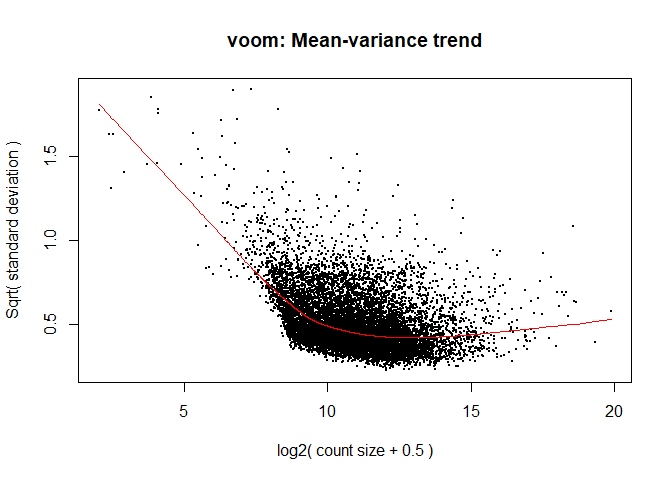 voom: Mean-variance trend
Sqrt( standard deviation )
1.5
1.0
0.5
5 10 15 20
log2( count size + 0.5 )